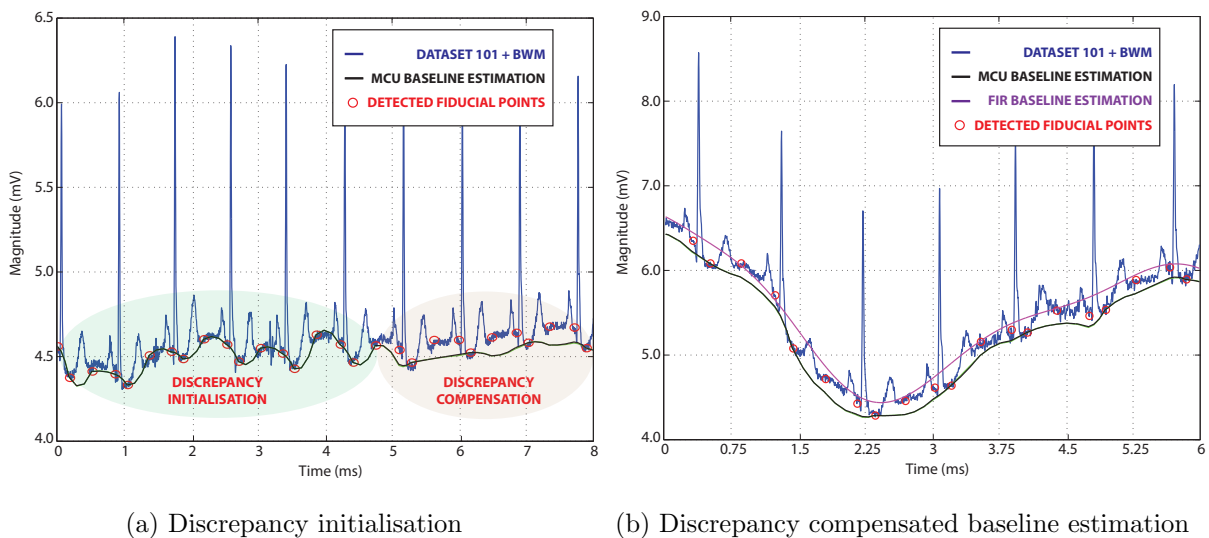 6.5
6.0
5.5
5.0
4.5
4.0
Magnitude (mV)
DATASET 101 + BWM
MCU BASELINE ESTIMATION
DETECTED FIDUCIAL POINTS
DISCREPANCY
INITIALISATION
DISCREPANCY
COMPENSATION
0 1 2 3 4 5 6 7 8
Time (ms)
(a) Discrepancy initialisation
9.0
8.0
7.0
6.0
5.0
4.0
Magnitude (mV)
DATASET 101 + BWM
MCU BASELINE ESTIMATION
FIR BASELINE ESTIMATION
DETECTED FIDUCIAL POINTS
0 0.75 1.5 2.25 3 3.75 4.5 5.25 6
Time (ms)
(b) Discrepancy compensated baseline estimation